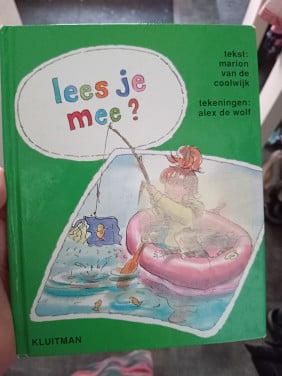 lees je
mee?
tekst:
marion
van de
coolwijk
tekeningen:
alex de wolf
KLUITMAN